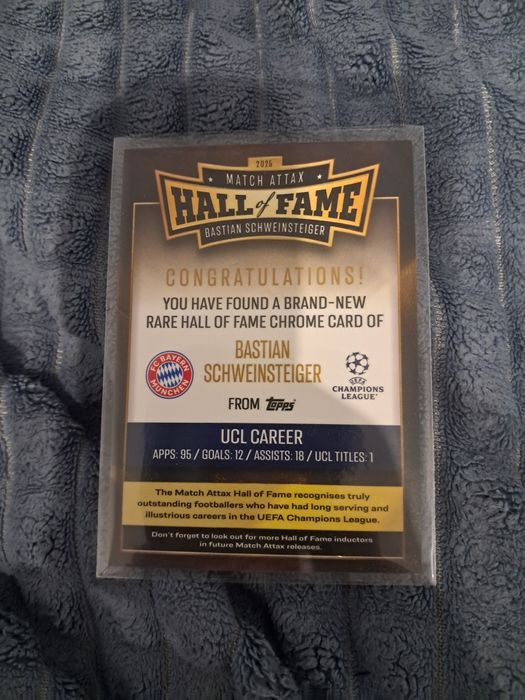 2025
MATCH ATTAX
HALL of FAME
BASTIAN SCHWEINSTEIGER
CONGRATULATIONS!
YOU HAVE FOUND A BRAND-NEW
RARE HALL OF FAME CHROME CARD OF
BASTIAN
SCHWEINSTEIGER
FC BAYERN
MÜNCHEN
UEFA
CHAMPIONS
LEAGUE
FROM Topps
UCL CAREER
APPS: 95 / GOALS: 12 / ASSISTS: 18 / UCL TITLES: 1
The Match Attax Hall of Fame recognises truly
outstanding footballers who have had long serving and
illustrious careers in the UEFA Champions League.
Don't forget to look out for more Hall of Fame inductors
in future Match Attax releases.